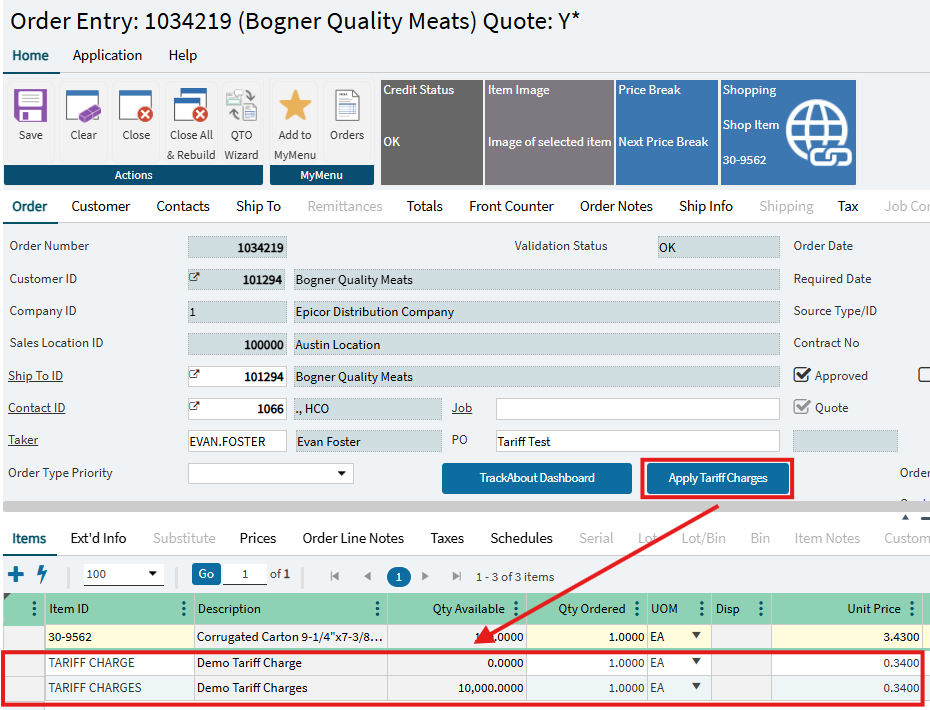 Order Entry: 1034219 (Bogner Quality Meats) Quote: Y*
Home Application Help
Save Clear Close Close All & Rebuild QTO Wizard Add to MyMenu Orders
Actions MyMenu
Credit Status
OK
Item Image
Image of selected item
Price Break
Next Price Break
Shopping
Shop Item
30-9562
Order Customer Contacts Ship To Remittances Totals Front Counter Order Notes Ship Info Shipping Tax Job Cor
Order Number 1034219 Validation Status OK Order Date
Customer ID 101294 Bogner Quality Meats Required Date
Company ID 1 Epicor Distribution Company Source Type/ID
Sales Location ID 100000 Austin Location Contract No
Ship To ID 101294 Bogner Quality Meats Approved
Contact ID 1066 ., HCO Job Quote
Taker EVAN.FOSTER Evan Foster PO Tariff Test
Order Type Priority TrackAbout Dashboard Apply Tariff Charges Order
Items Ext'd Info Substitute Prices Order Line Notes Taxes Schedules Serial Lot Lot/Bin Bin Item Notes Custom
100 Go 1 of 1 1 1 - 3 of 3 items
Item ID Description Qty Available Qty Ordered UOM Disp Unit Price
30-9562 Corrugated Carton 9-1/4"x7-3/8... 1.0000 EA 3.4300
TARIFF CHARGE Demo Tariff Charge 0.0000 1.0000 EA 0.3400
TARIFF CHARGES Demo Tariff Charges 10,000.0000 1.0000 EA 0.3400